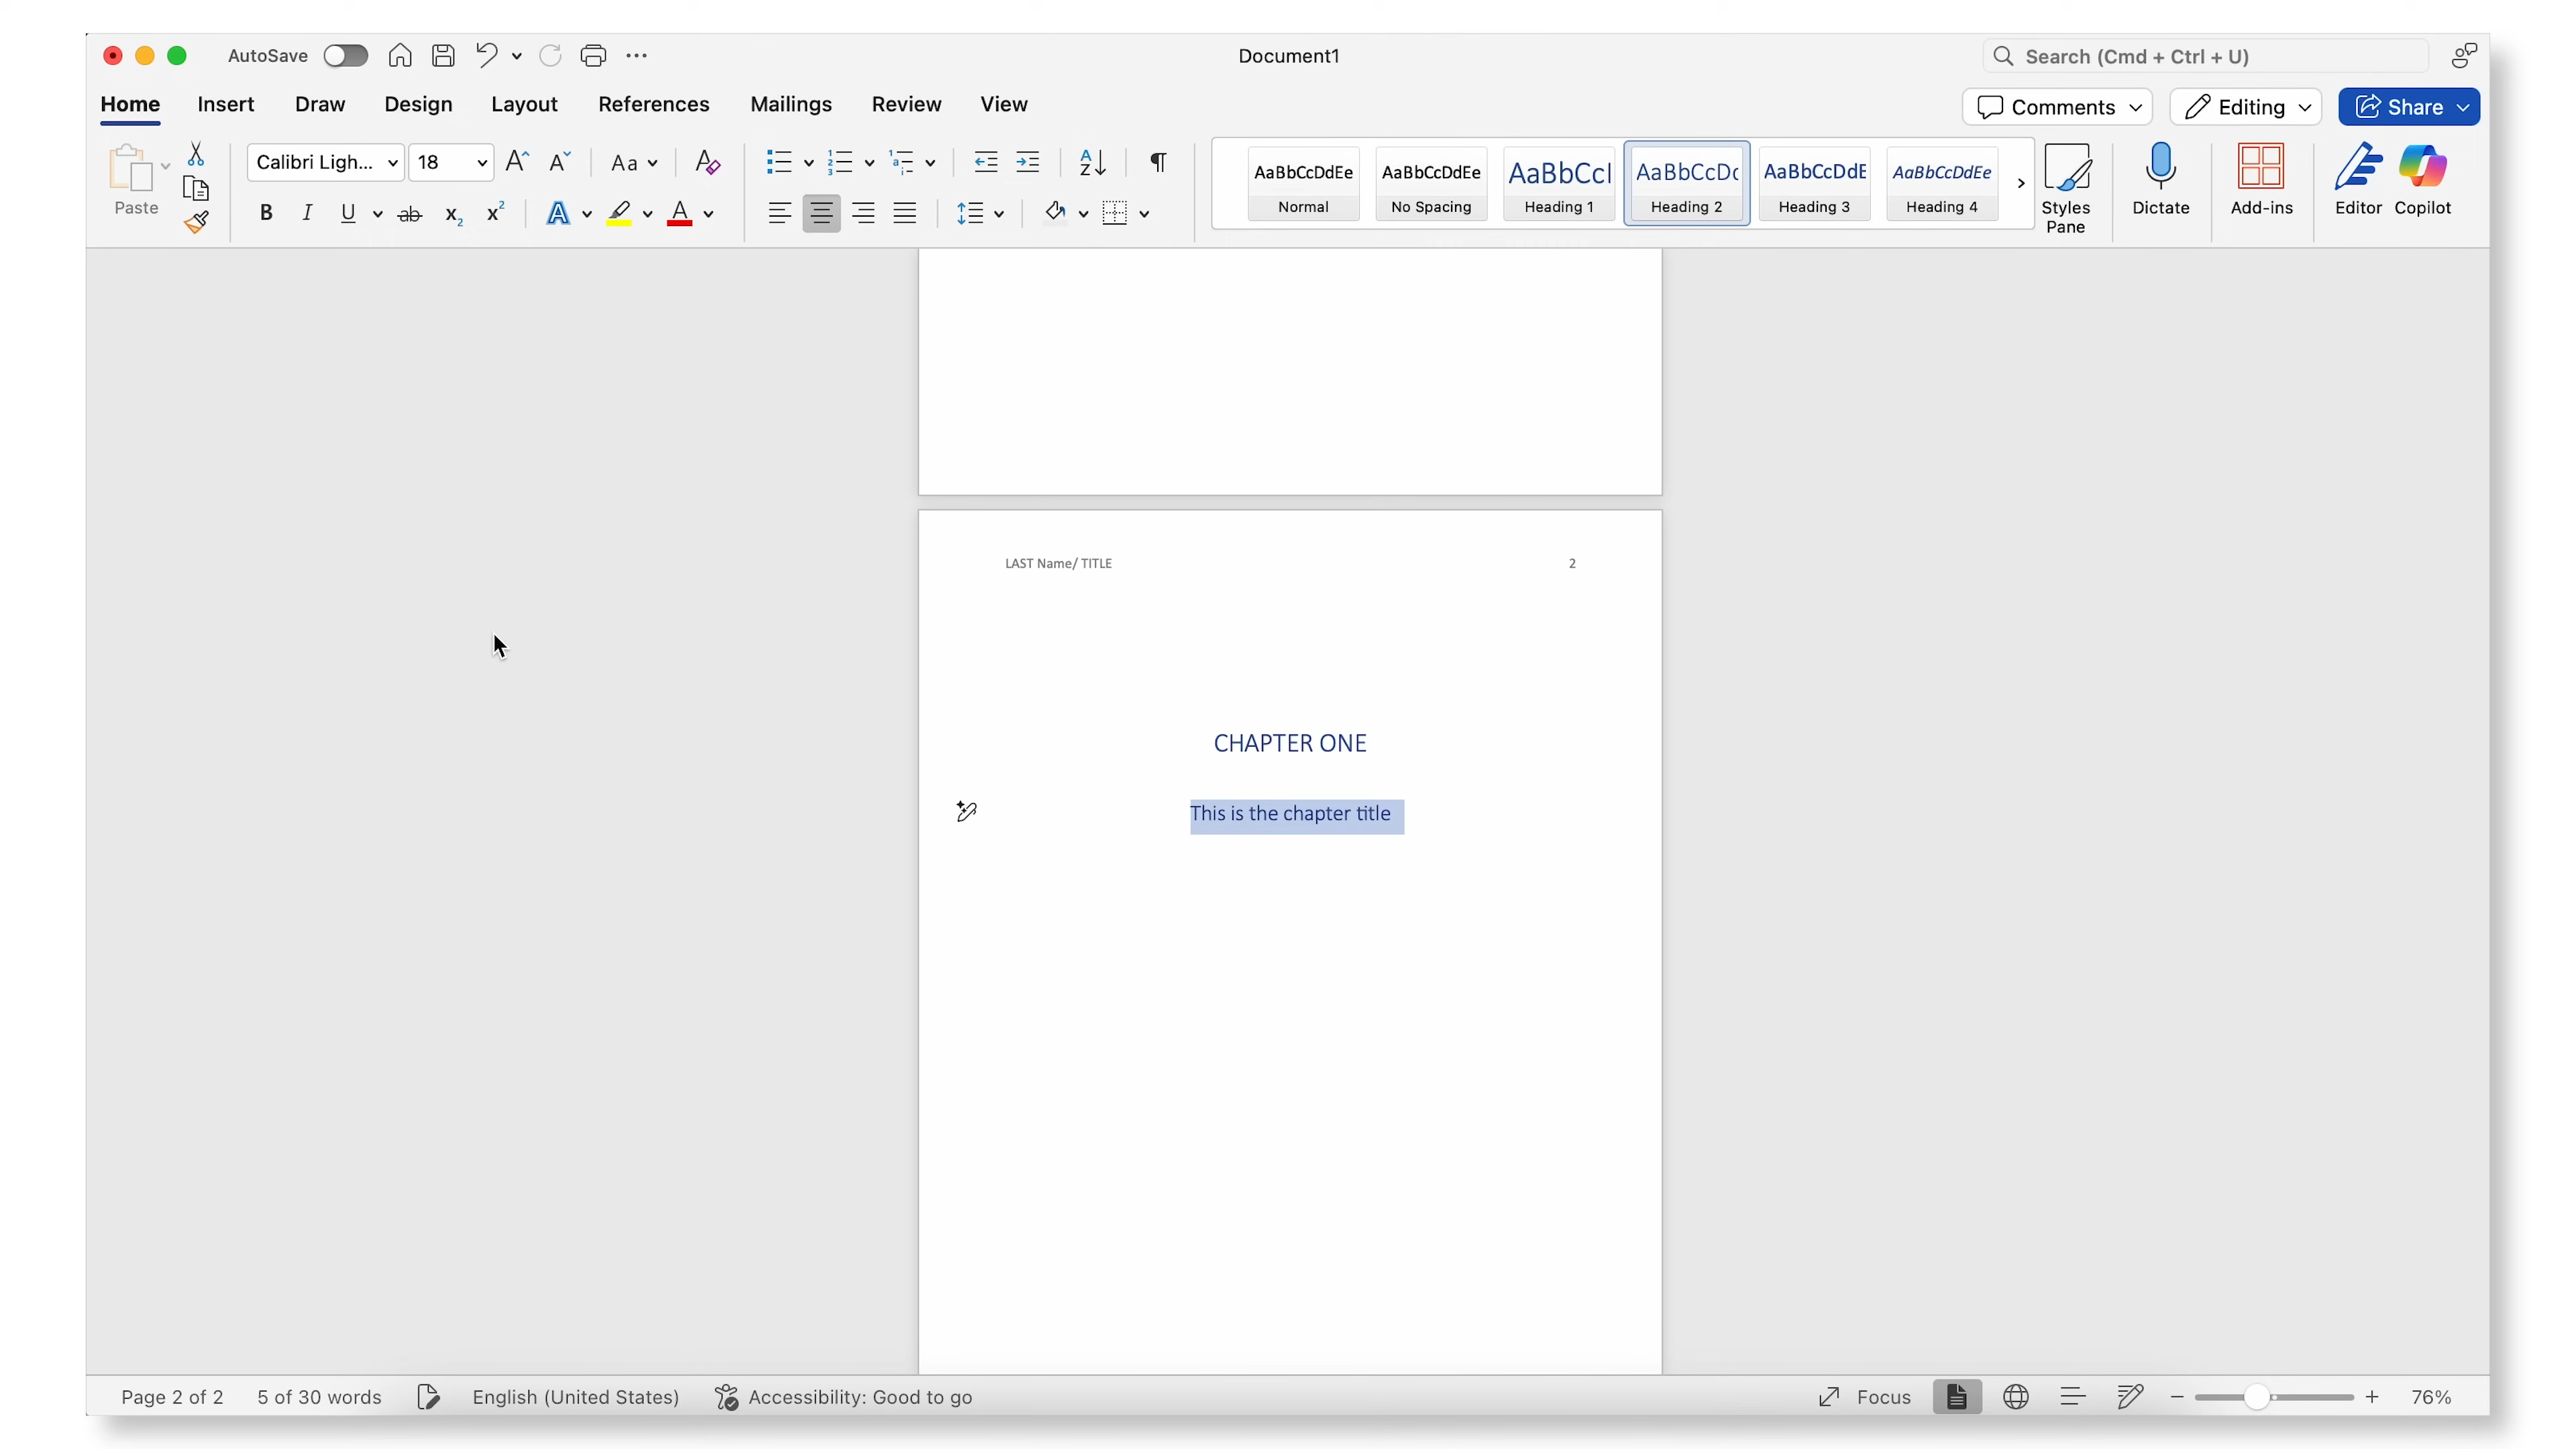 AutoSave
Document1
Search (Cmd + Ctrl + U)
Home Insert Draw Design Layout References Mailings Review View
Comments Editing Share
Paste
Calibri Ligh... 18
AaBbCcDdEe AaBbCcDdEe AaBbCcI AaBbCcDc AaBbCcDdE AaBbCcDdEe
Normal No Spacing Heading 1 Heading 2 Heading 3 Heading 4
Styles Pane
Dictate
Add-ins
Editor
Copilot
LAST Name/ TITLE 2
CHAPTER ONE
This is the chapter title
Page 2 of 2 5 of 30 words English (United States) Accessibility: Good to go
Focus 76%